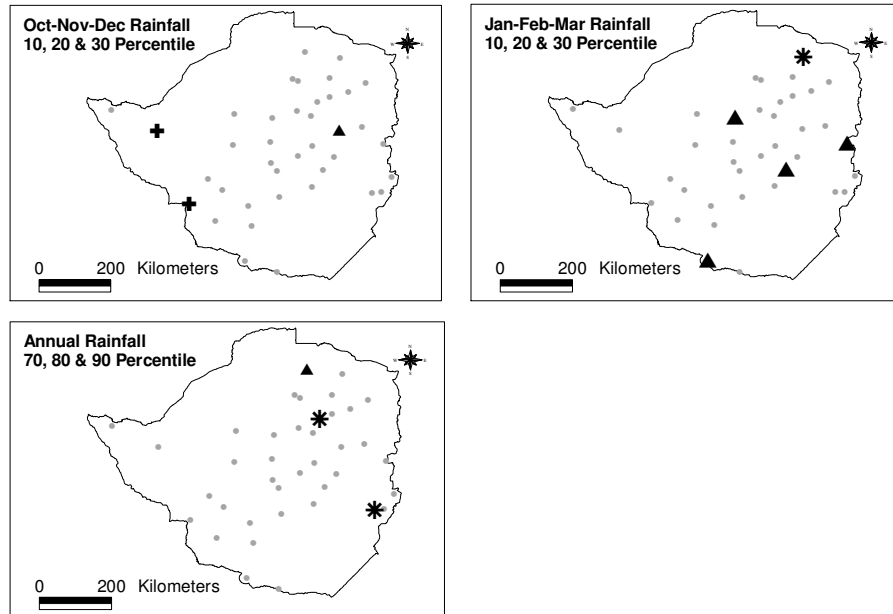 Oct-Nov-Dec Rainfall
10, 20 & 30 Percentile
N
W E
S
0 200 Kilometers
Jan-Feb-Mar Rainfall
10, 20 & 30 Percentile
N
W E
S
0 200 Kilometers
Annual Rainfall
70, 80 & 90 Percentile
N
W E
S
0 200 Kilometers